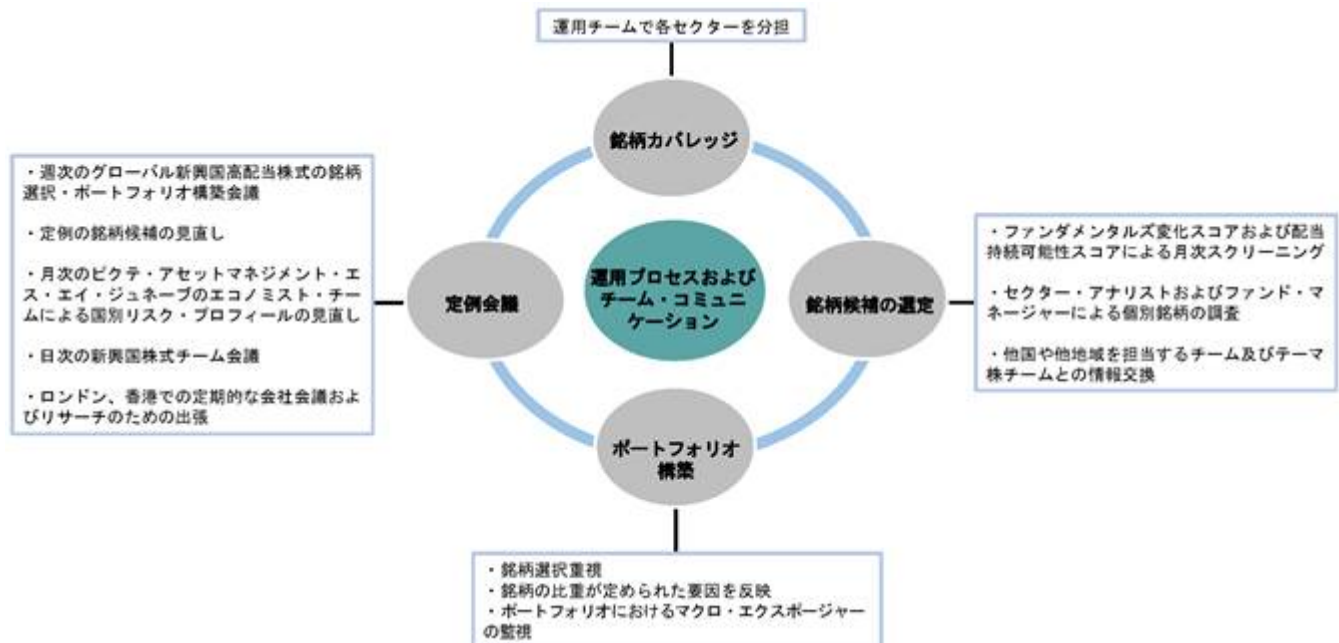 運用チームで各セクターを分担
銘柄カバレッジ
・週次のグローバル新興国高配当株式の銘柄
選択・ポートフォリオ構築会議
・定例の銘柄候補の見直し
・月次のピクテ・アセットマネジメント・エ
ス・エイ・ジュネーブのエコノミスト・チー
ムによる国別リスク・プロフィールの見直し
・日次の新興国株式チーム会議
・ロンドン、香港での定期的な会社会議およ
びリサーチのための出張
定例会議
運用プロセスおよび
チーム・コミュニ
ケーション
銘柄候補の選定
・ファンダメンタルズ変化スコアおよび配当
持続可能性スコアによる月次スクリーニング
・セクター・アナリストおよびファンド・マ
ネージャーによる個別銘柄の調査
・他国や他地域を担当するチーム及びテーマ
株チームとの情報交換
ポートフォリオ
構築
・銘柄選択重視
・銘柄の比重が定められた要因を反映
・ポートフォリオにおけるマクロ・エクスポージャー
の監視